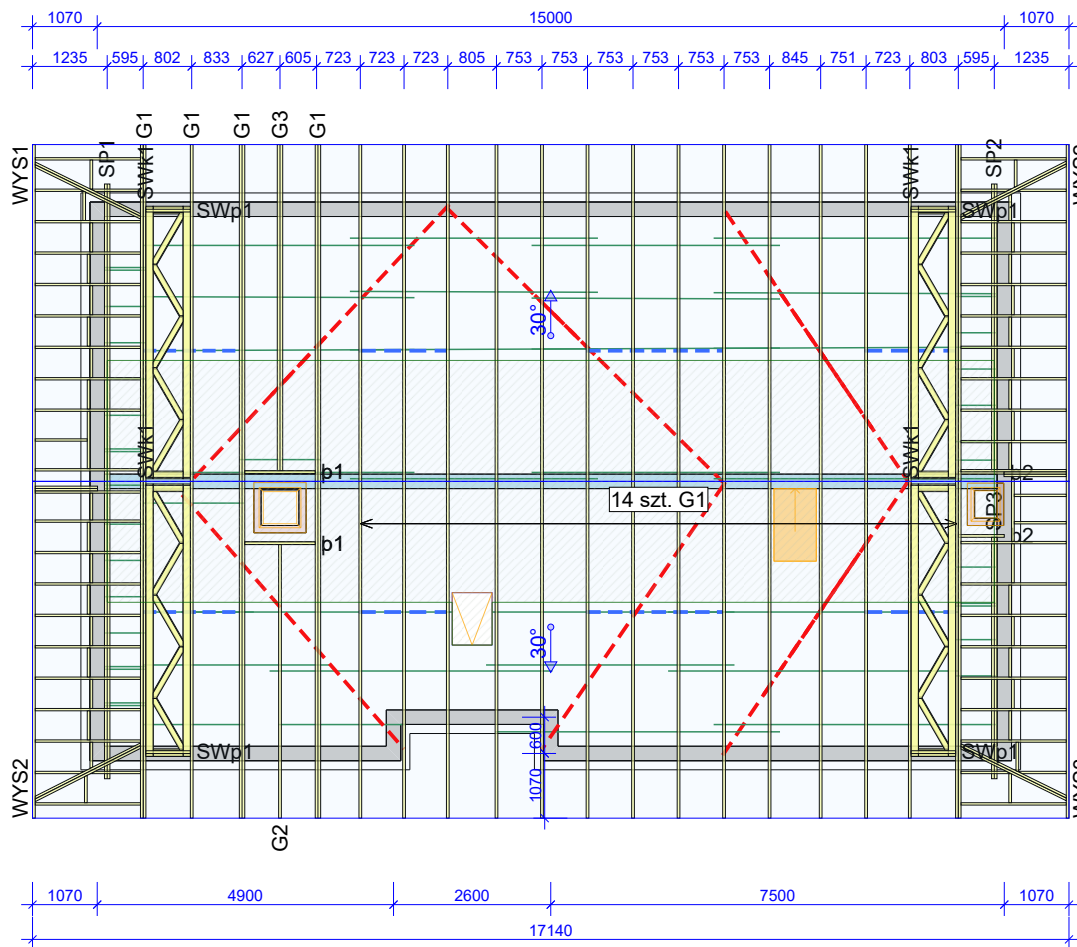 1070 15000 1070
1235 595 802 833 627 605 723 723 723 805 753 753 753 753 753 753 845 751 723 803 595 1235
G1 G1 G1 G3 G1
WYS1 SP1 SWk1 SWk1 SP2
SWp1 SWp1
30°
SWk1 p1 SWk1
14 szt. G1
SP3
p1
30°
600
SWp1 SWp1
1070
WYS2
G2
1070 4900 2600 7500 1070
17140